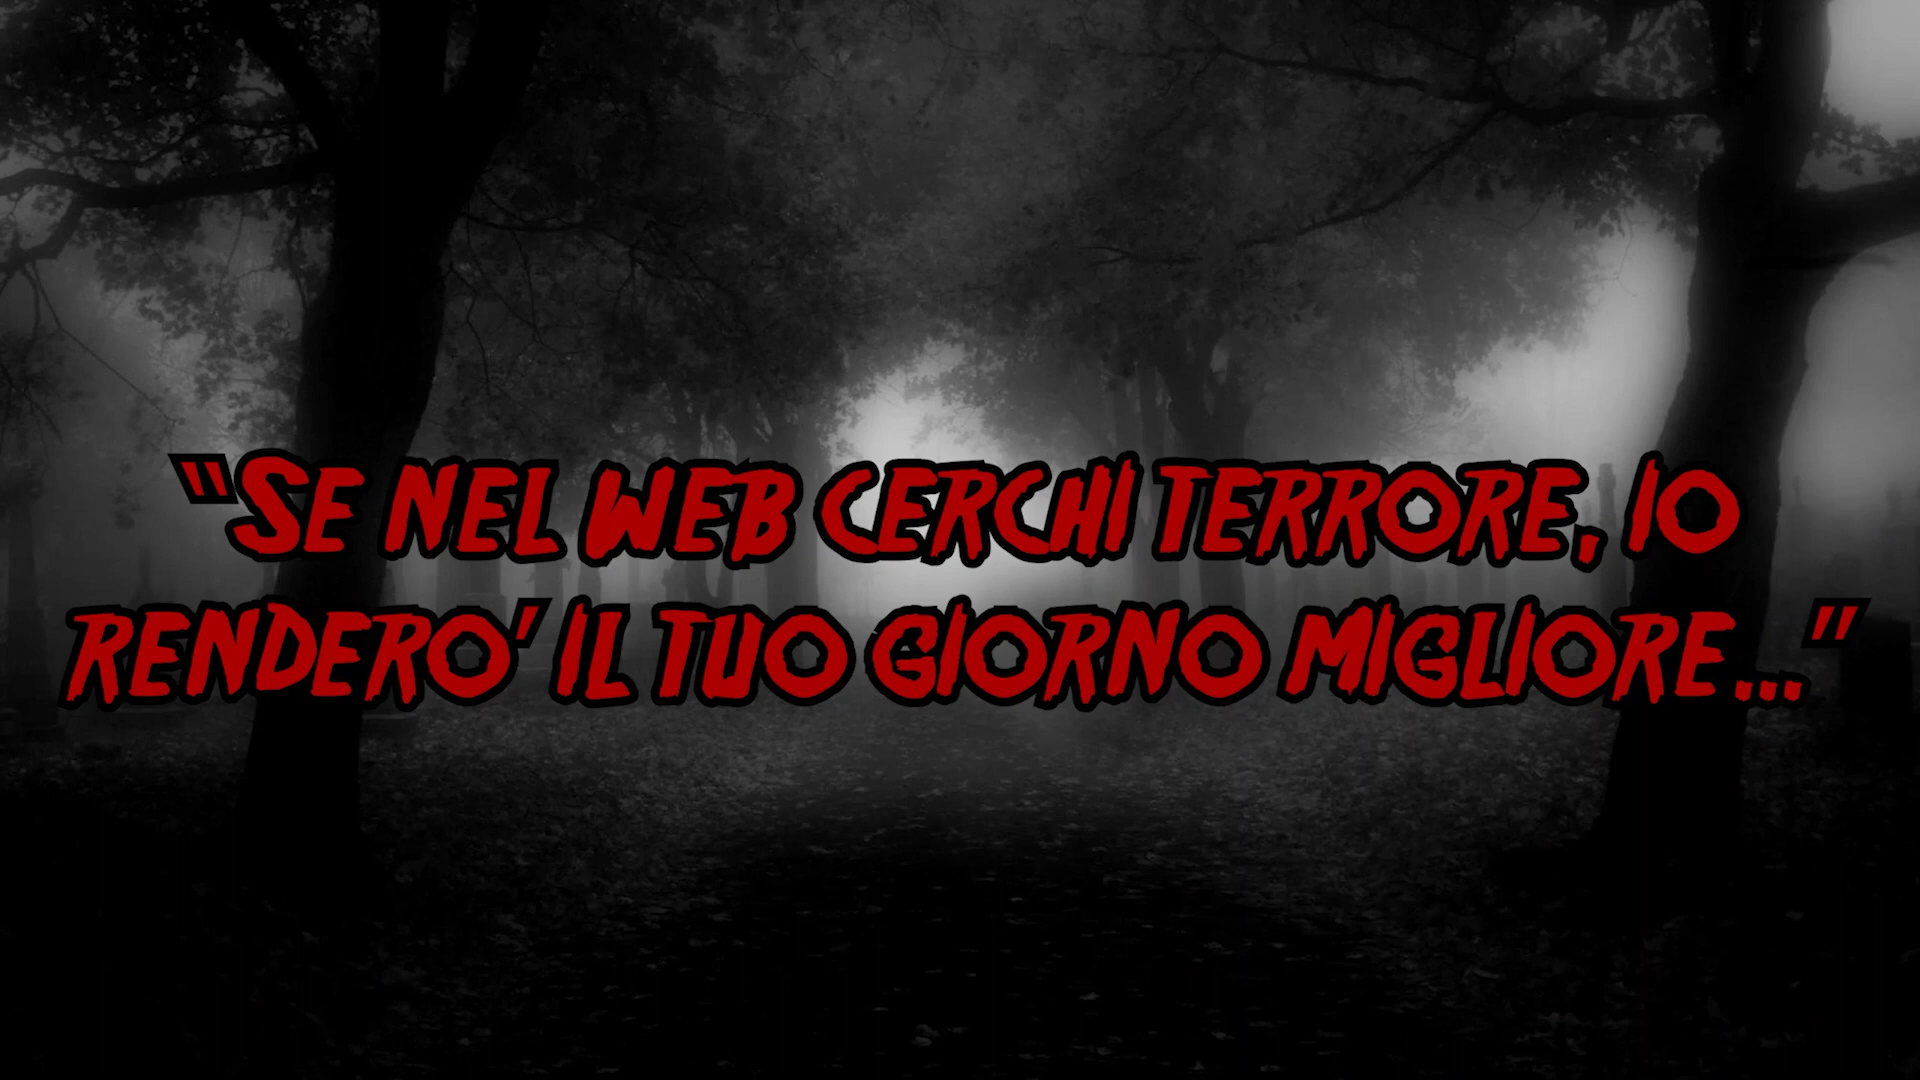 “SE NEL WEB CERCHI TERRORE, IO
RENDERO' IL TUO GIORNO MIGLIORE...”